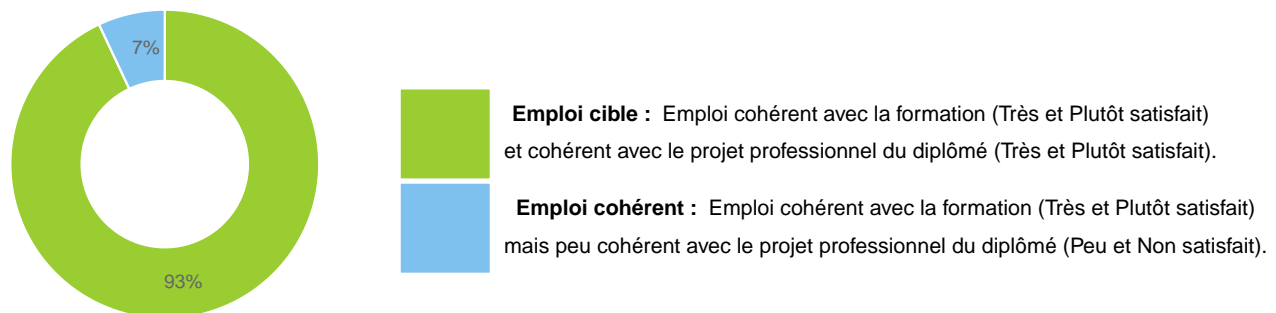 7%
93%
Emploi cible : Emploi cohérent avec la formation (Très et Plutôt satisfait)
et cohérent avec le projet professionnel du diplômé (Très et Plutôt satisfait).
Emploi cohérent : Emploi cohérent avec la formation (Très et Plutôt satisfait)
mais peu cohérent avec le projet professionnel du diplômé (Peu et Non satisfait).